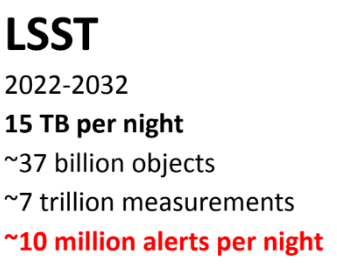 LSST
2022-2032
15 TB per night
~37 billion objects
~7 trillion measurements
~10 million alerts per night